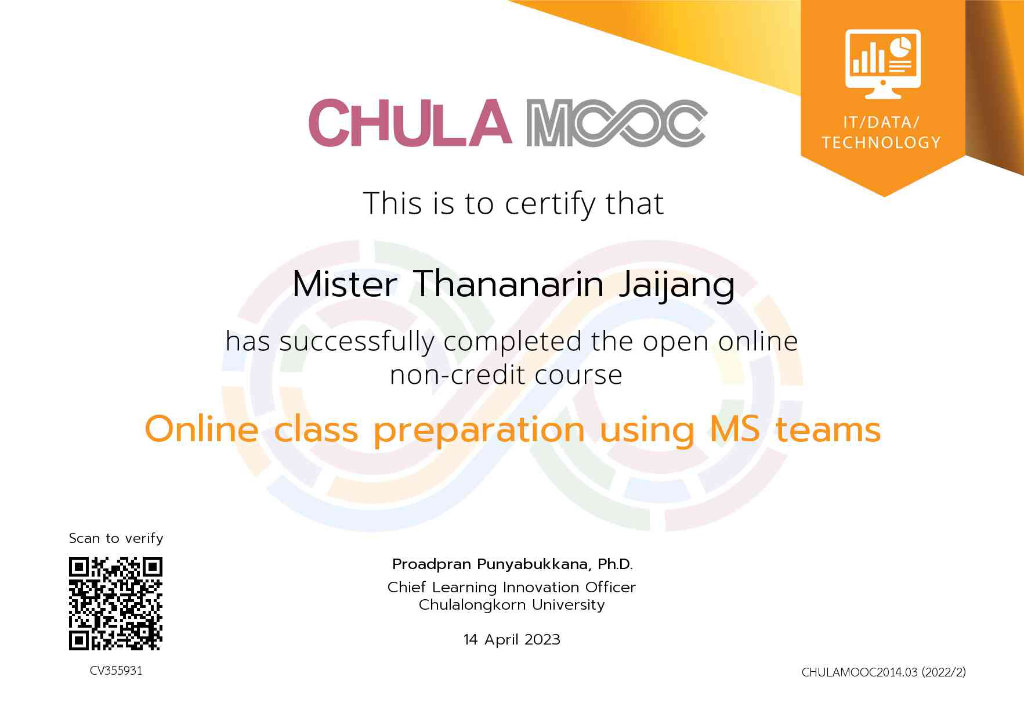 IT/DATA/
TECHNOLOGY
CHULA MOOC
This is to certify that
Mister Thananarin Jaijang
has successfully completed the open online
non-credit course
Online class preparation using MS teams
Scan to verify
CV355931
Proadpran Punyabukkana, Ph.D.
Chief Learning Innovation Officer
Chulalongkorn University
14 April 2023
CHULAMOOC2014.03 (2022/2)